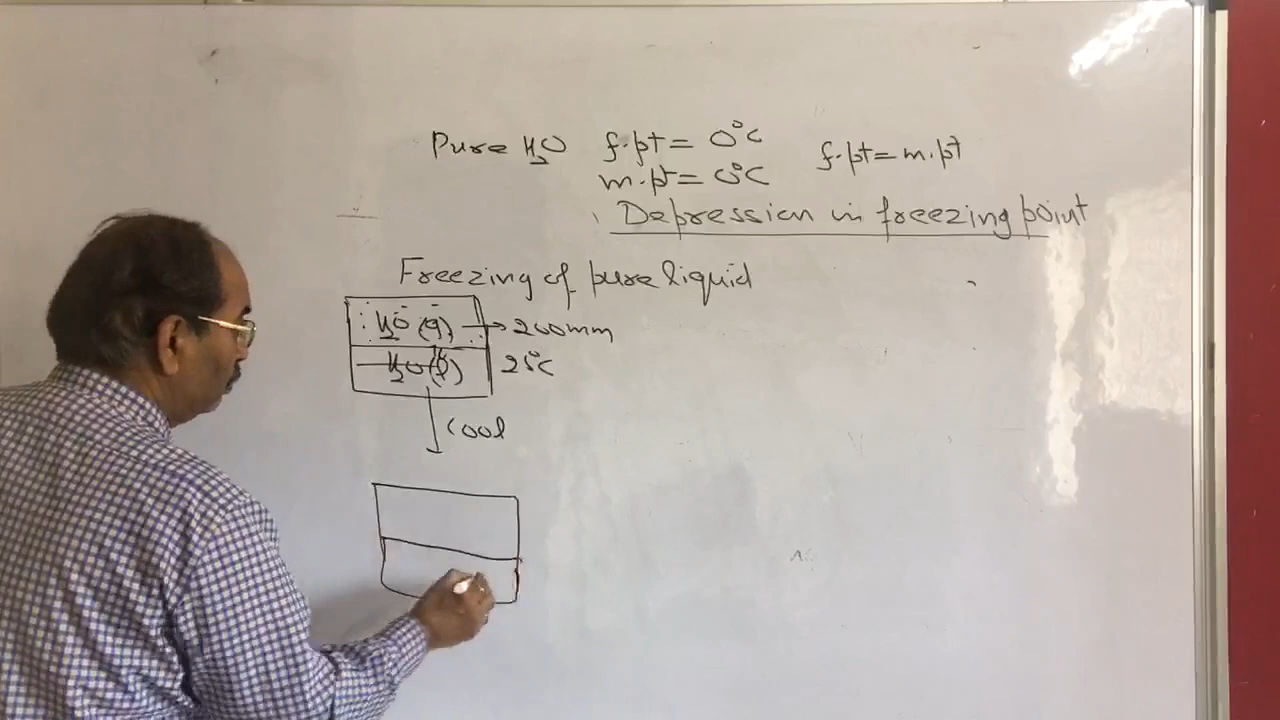 Pure H₂O f.pt = 0°C f.pt = m.pt
m.pt = 0°C
Depression in freezing point
Freezing of pure liquid
H₂O (g) → 200mm
H₂O (l) 25°C
Cool